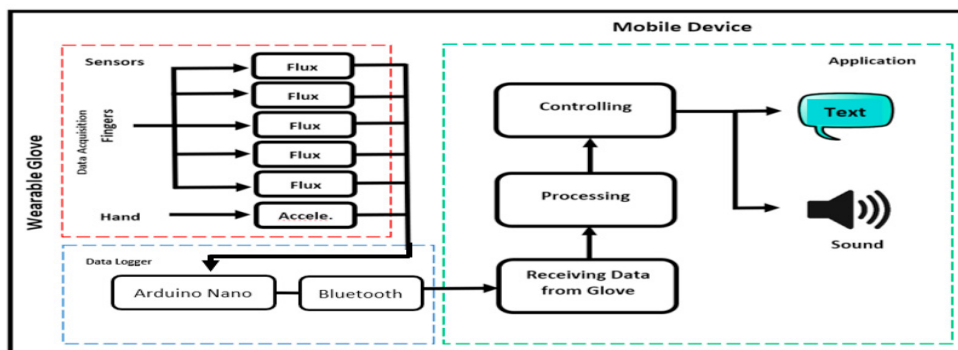 Mobile Device
Wearable Glove
Data Acquisition
Sensors
Fingers
Flux
Flux
Flux
Flux
Flux
Hand
Accele.
Data Logger
Arduino Nano
Bluetooth
Receiving Data
from Glove
Processing
Controlling
Application
Text
Sound